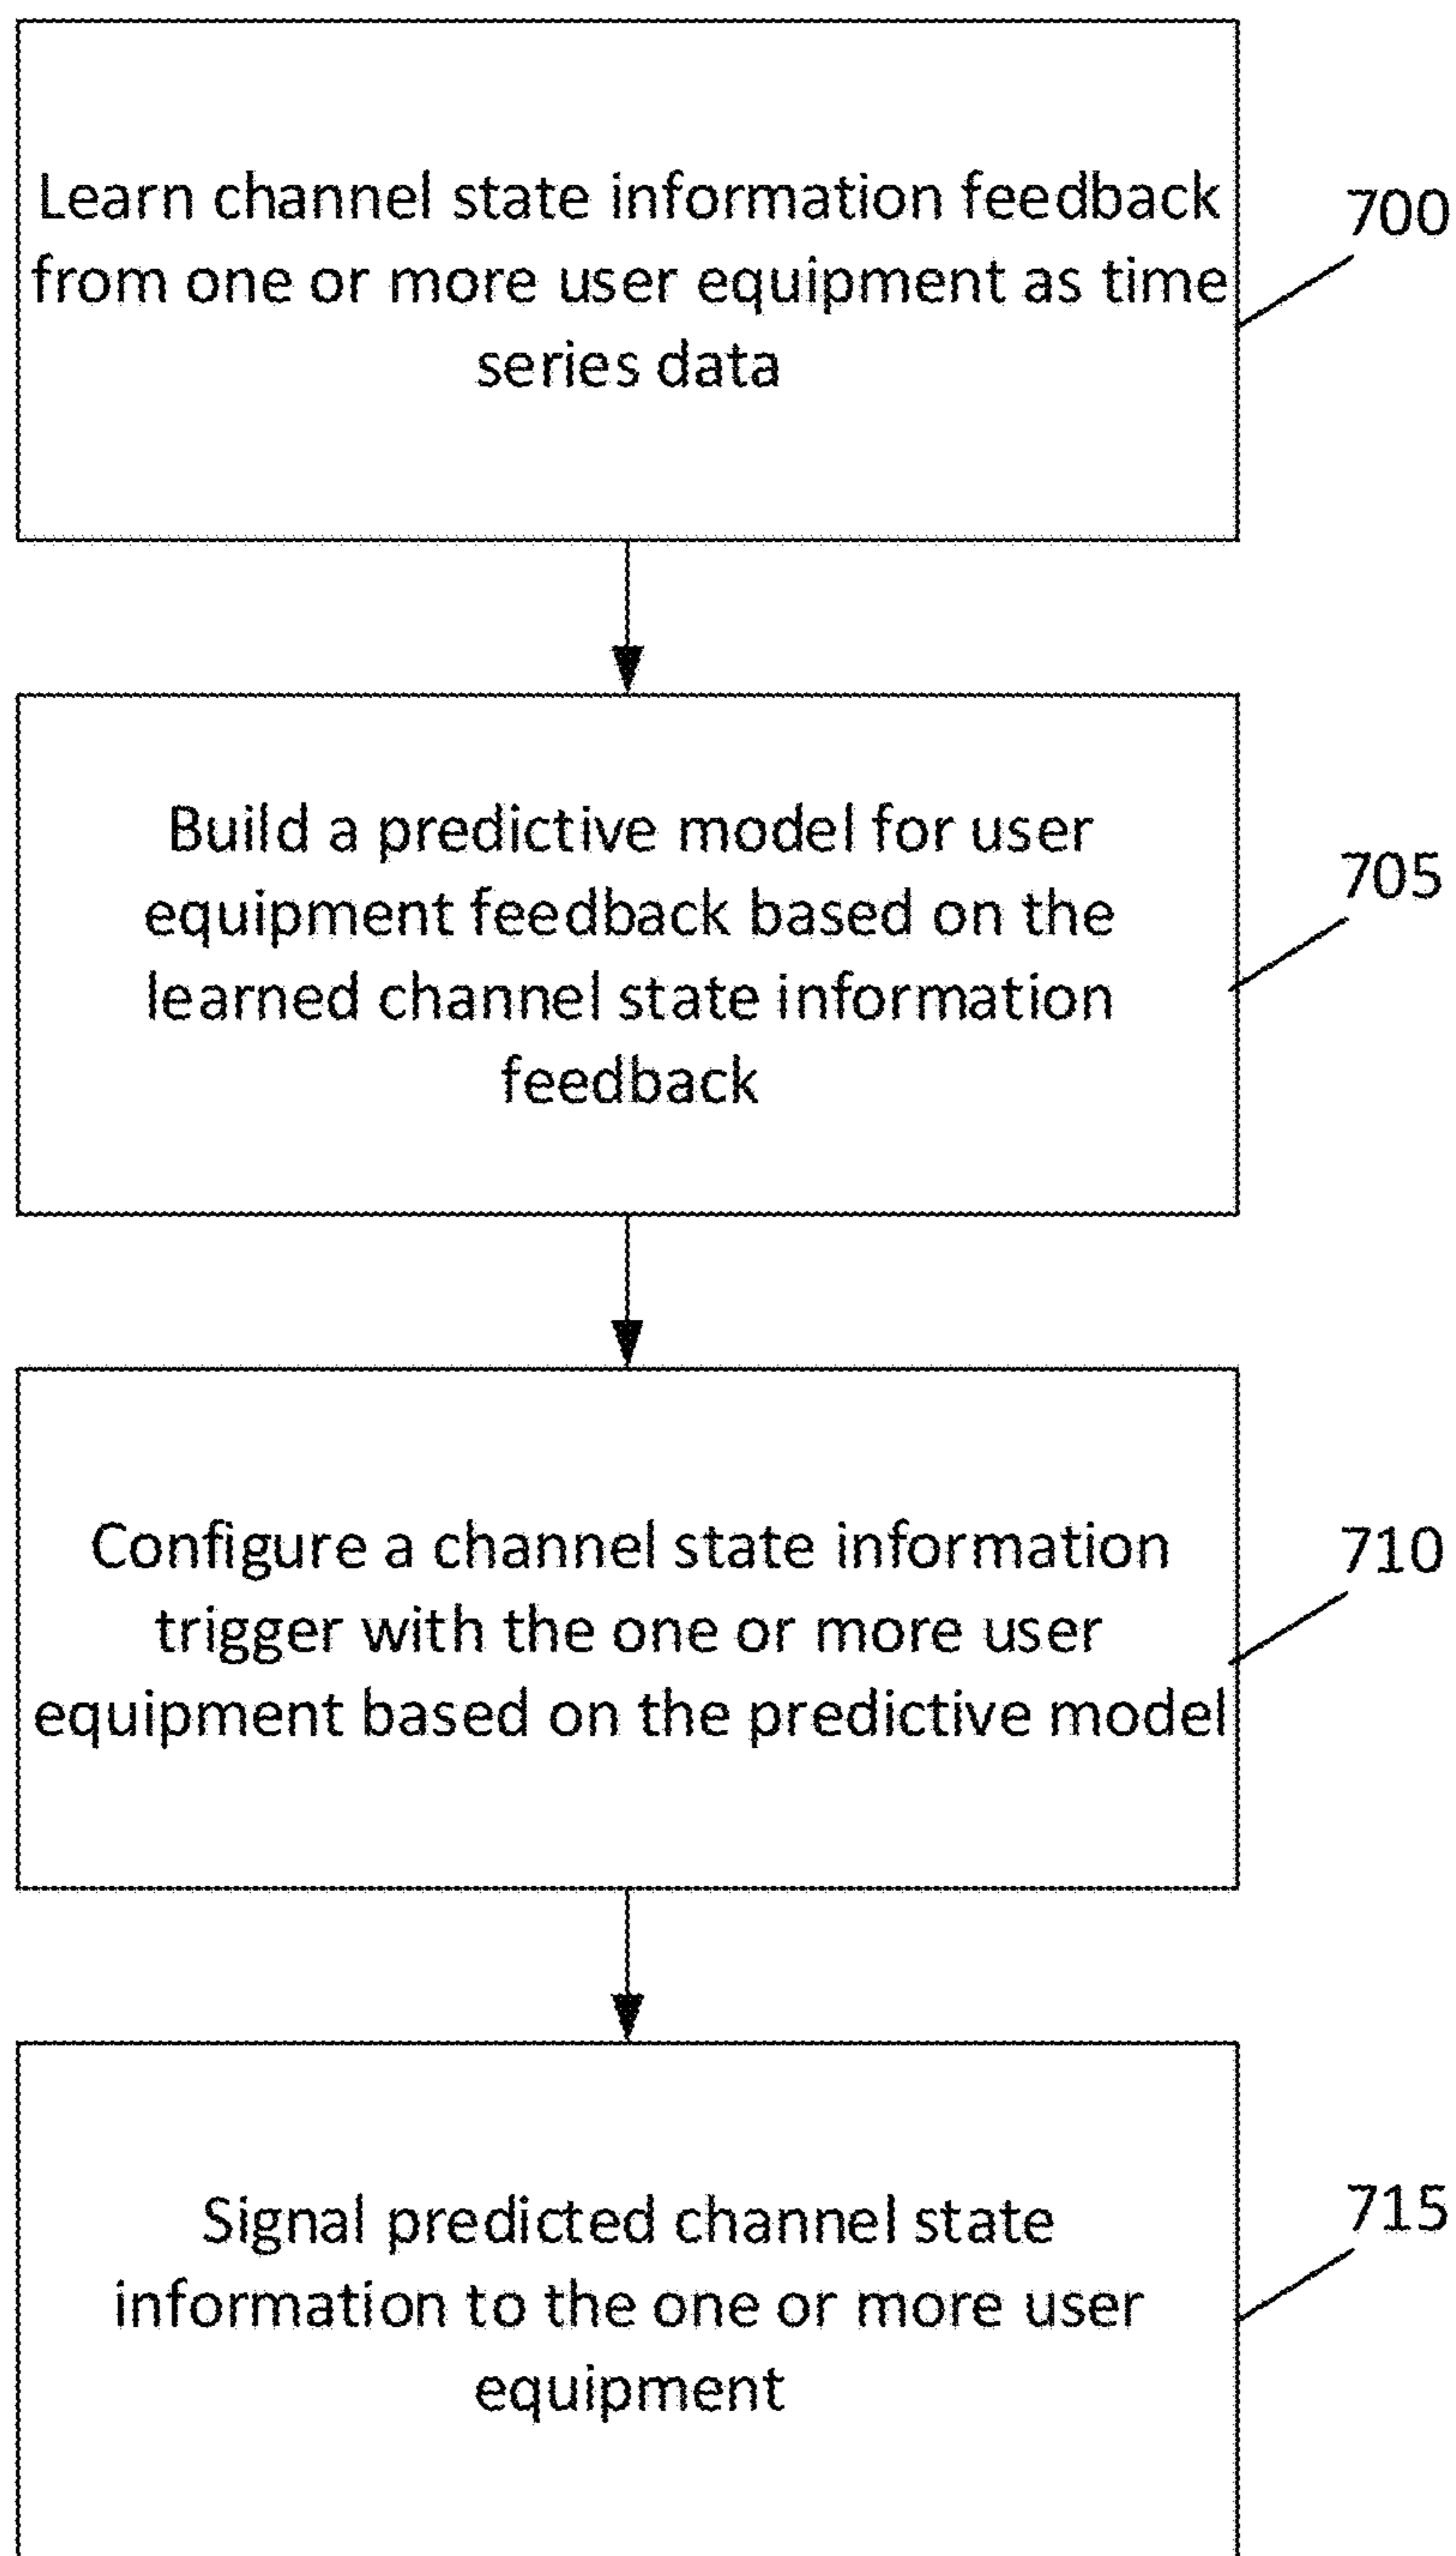 Learn channel state information feedback
from one or more user equipment as time
series data
700
Build a predictive model for user
equipment feedback based on the
learned channel state information
feedback
705
Configure a channel state information
trigger with the one or more user
equipment based on the predictive model
710
Signal predicted channel state
information to the one or more user
equipment
715